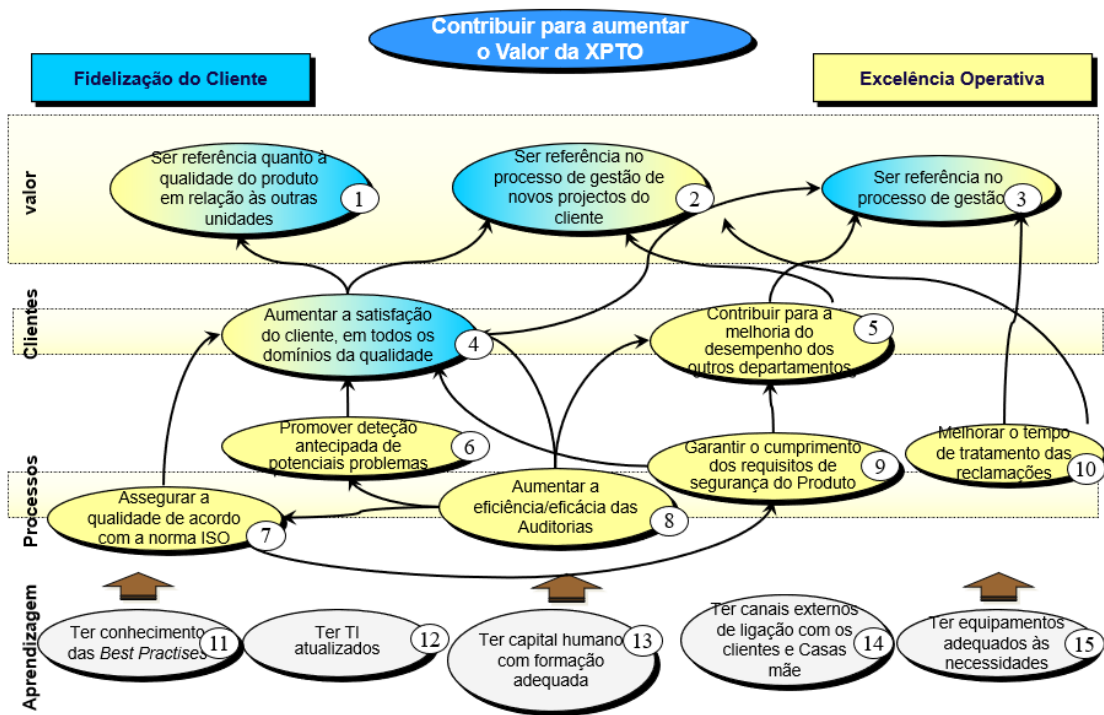 Contribuir para aumentar
o Valor da XPTO
Fidelização do Cliente
Excelência Operativa
valor
Ser referência quanto à
qualidade do produto
em relação às outras
unidades
1
Ser referência no
processo de gestão de
novos projectos do
cliente
2
Ser referência no
processo de gestão
3
Clientes
Aumentar a satisfação
do cliente, em todos os
domínios da qualidade
4
Contribuir para a
melhoria do
desempenho dos
outros departamentos
5
Processos
Promover deteção
antecipada de
potenciais problemas
6
Assegurar a
qualidade de acordo
com a norma ISO
7
Aumentar a
eficiência/eficácia das
Auditorias
8
Garantir o cumprimento
dos requisitos de
segurança do Produto
9
Melhorar o tempo
de tratamento das
reclamações
10
Aprendizagem
Ter conhecimento
das Best Practises
11
Ter TI
atualizados
12
Ter capital humano
com formação
adequada
13
Ter canais externos
de ligação com os
clientes e Casas
mãe
14
Ter equipamentos
adequados às
necessidades
15